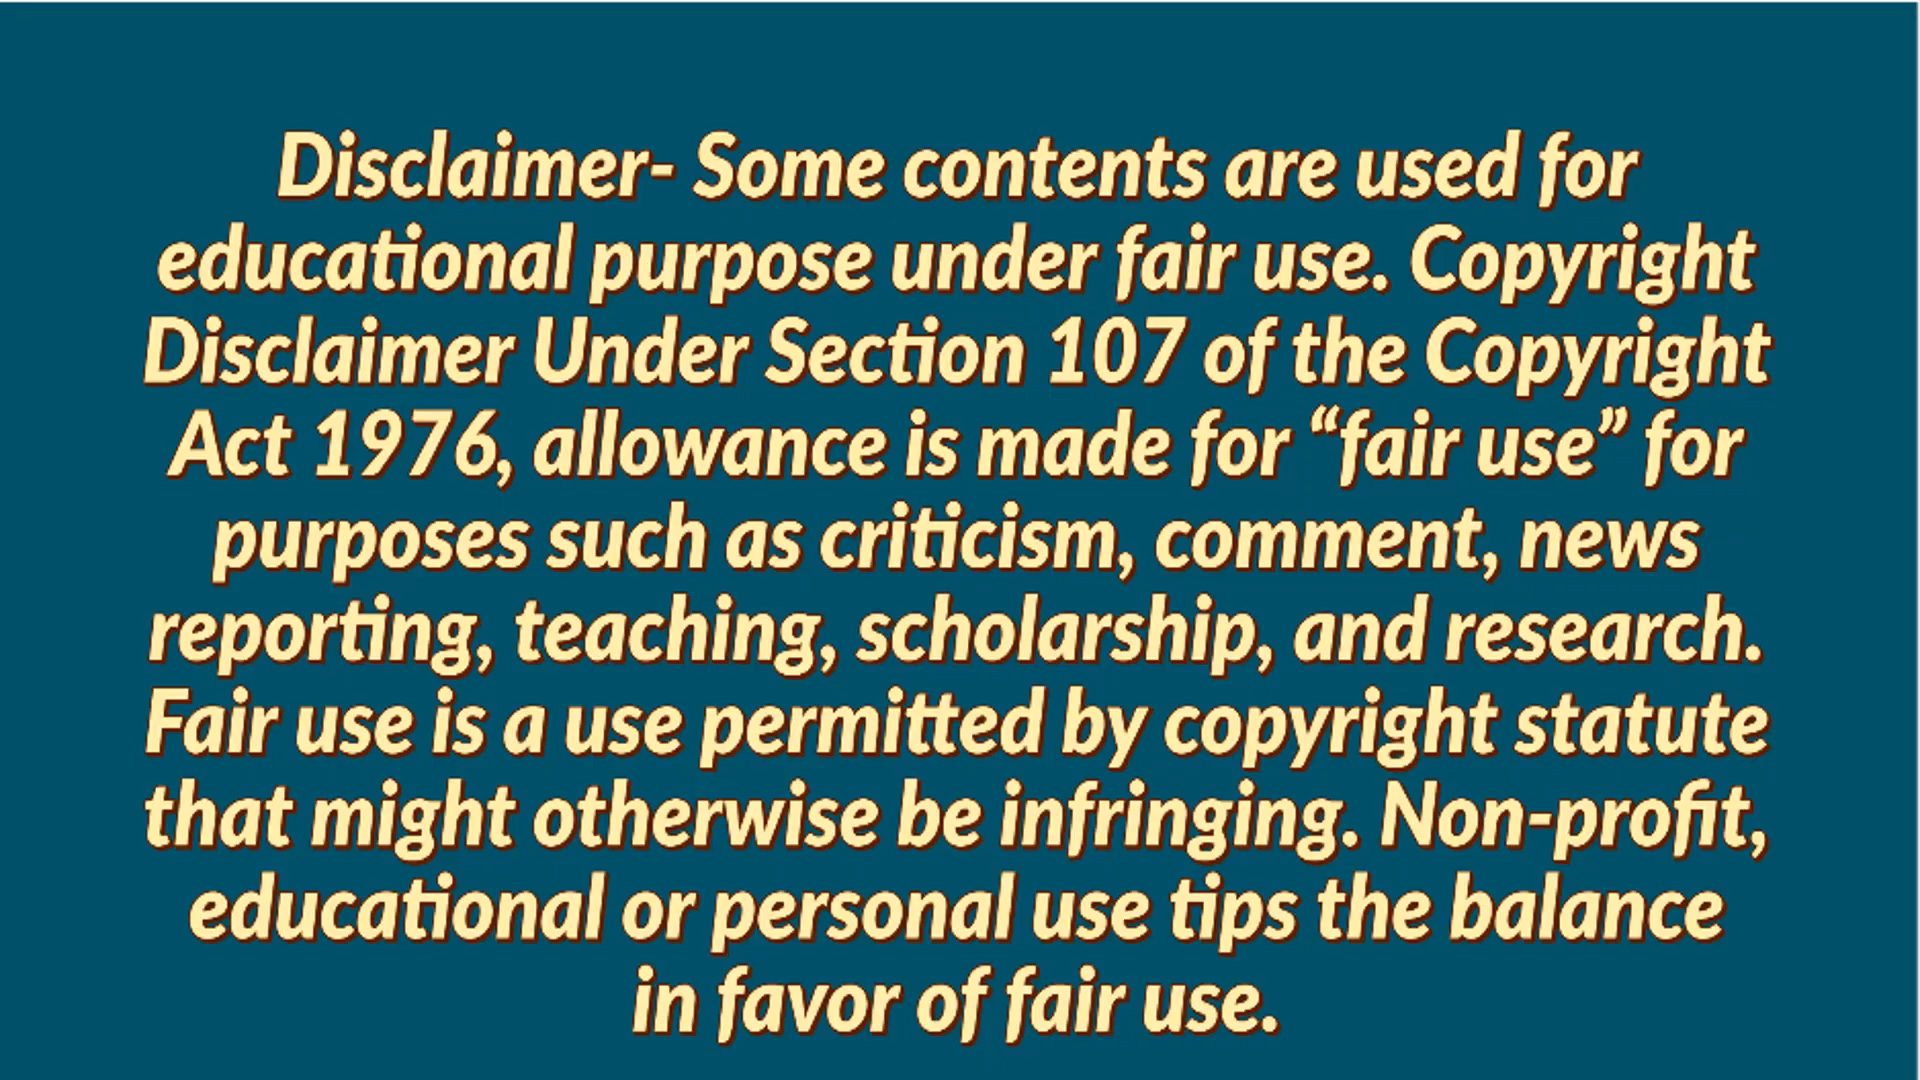 Disclaimer- Some contents are used for
educational purpose under fair use. Copyright
Disclaimer Under Section 107 of the Copyright
Act 1976, allowance is made for “fair use” for
purposes such as criticism, comment, news
reporting, teaching, scholarship, and research.
Fair use is a use permitted by copyright statute
that might otherwise be infringing. Non-profit,
educational or personal use tips the balance
in favor of fair use.